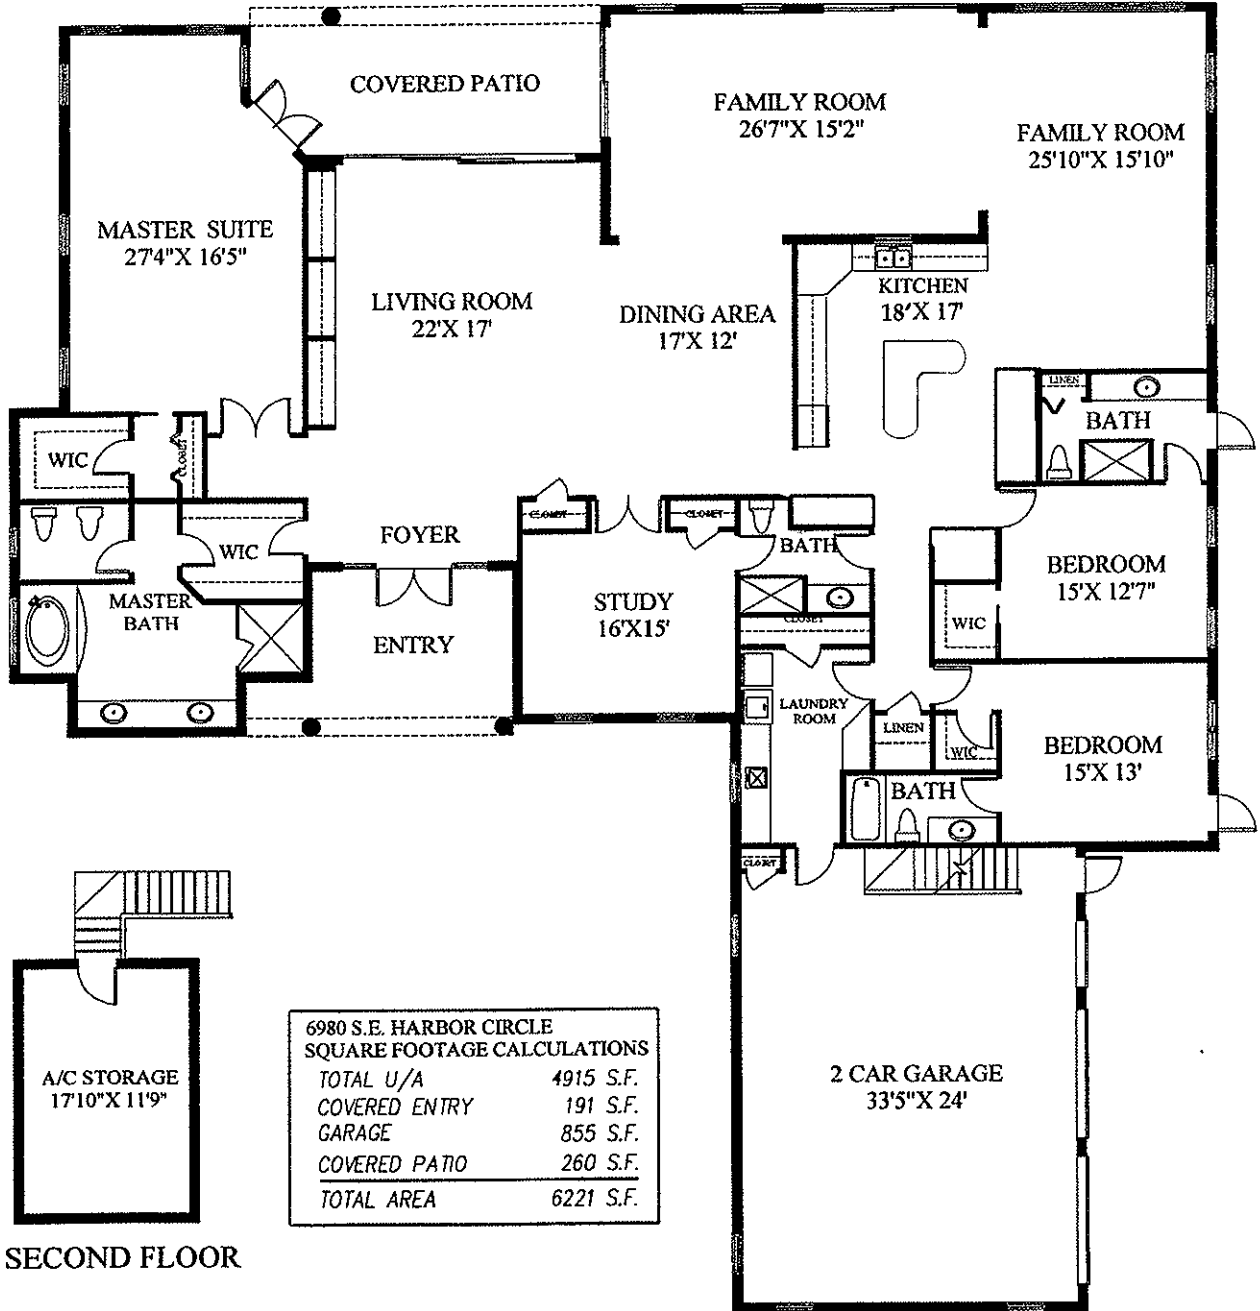 COVERED PATIO
FAMILY ROOM
26'7"X 15'2"
FAMILY ROOM
25'10"X 15'10"
MASTER SUITE
27'4"X 16'5"
LIVING ROOM
22'X 17'
DINING AREA
17'X 12'
KITCHEN
18'X 17'
LINEN
BATH
WIC
CLOSET
WIC
FOYER
CLOSET
CLOSET
BATH
BEDROOM
15'X 12'7"
MASTER
BATH
ENTRY
STUDY
16'X15'
CLOSET
WIC
LAUNDRY
ROOM
LINEN
WIC
BEDROOM
15'X 13'
BATH
CLOSET
A/C STORAGE
17'10"X 11'9"
SECOND FLOOR
6980 S.E. HARBOR CIRCLE
SQUARE FOOTAGE CALCULATIONS
TOTAL U/A 4915 S.F.
COVERED ENTRY 191 S.F.
GARAGE 855 S.F.
COVERED PATIO 260 S.F.
TOTAL AREA 6221 S.F.
2 CAR GARAGE
33'5"X 24'